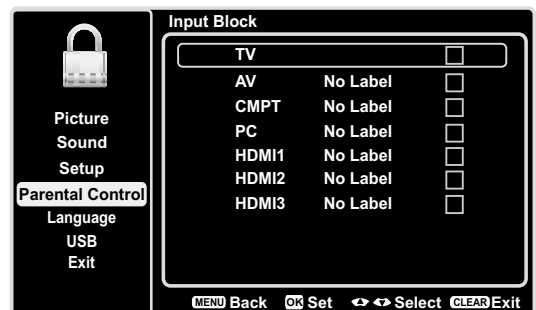 Input Block
TV
AV No Label
CMPT No Label
PC No Label
HDMI1 No Label
HDMI2 No Label
HDMI3 No Label
Picture
Sound
Setup
Parental Control
Language
USB
Exit
MENU Back OK Set Select CLEAR Exit